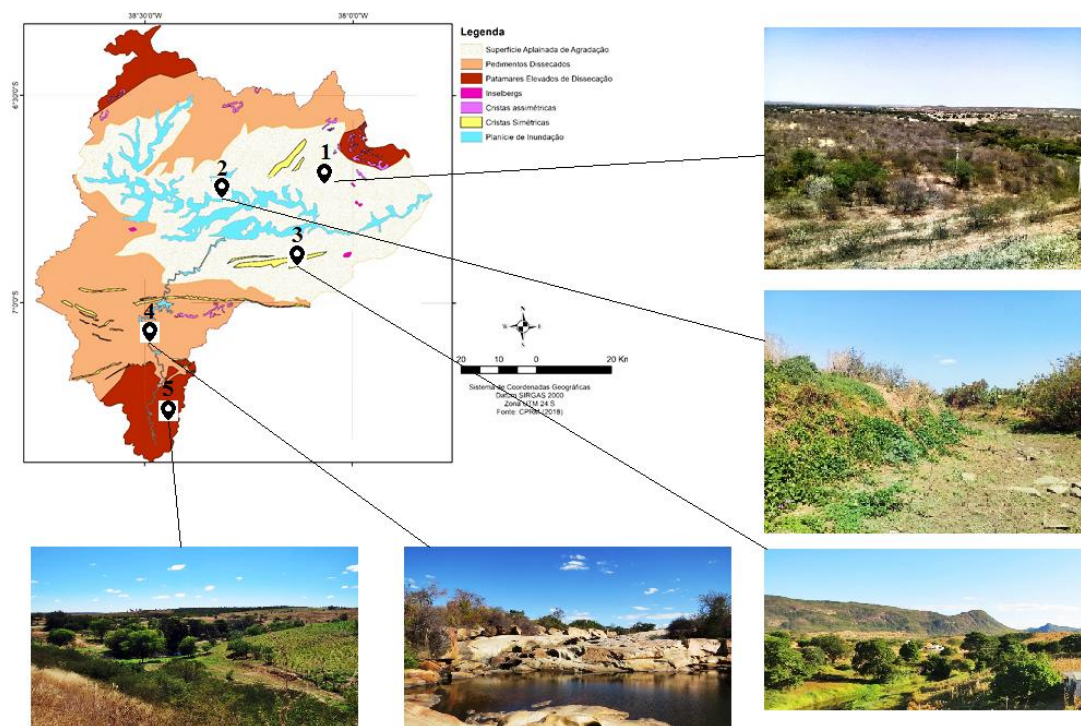 38°30'0"W
38°0'0"W
6°30'0"S
7°0'0"S
1
2
3
4
5
Legenda
Superfície Aplainada de Agradação
Pedimentos Dissecados
Patamares Elevados de Dissecação
Inselbergs
Cristas assimétricas
Cristas Simétricas
Planície de Inundação
N
W
E
S
20 10 0 20 Km
Sistema de Coordenadas Geográficas
Datum SIRGAS 2000
Zona UTM 24 S
Fonte: CPRM (2018)